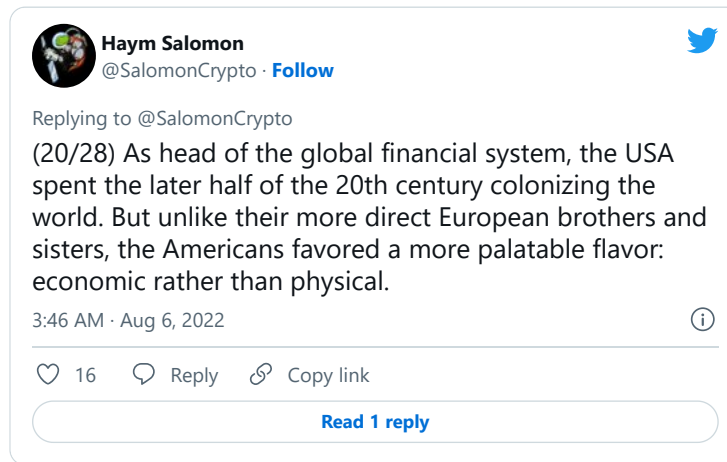 Haym Salomon
@SalomonCrypto · Follow
Replying to @SalomonCrypto
(20/28) As head of the global financial system, the USA
spent the later half of the 20th century colonizing the
world. But unlike their more direct European brothers and
sisters, the Americans favored a more palatable flavor:
economic rather than physical.
3:46 AM · Aug 6, 2022
16 Reply Copy link
Read 1 reply